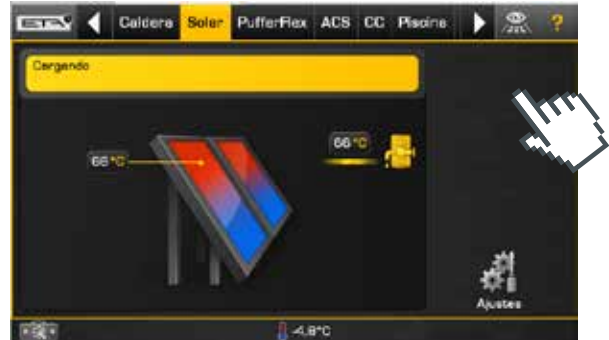 ETA Caldera Solar PufferFlex ACS CC Piscina ?
Cargando
66°C
66°C
Ajustes
-4.8°C